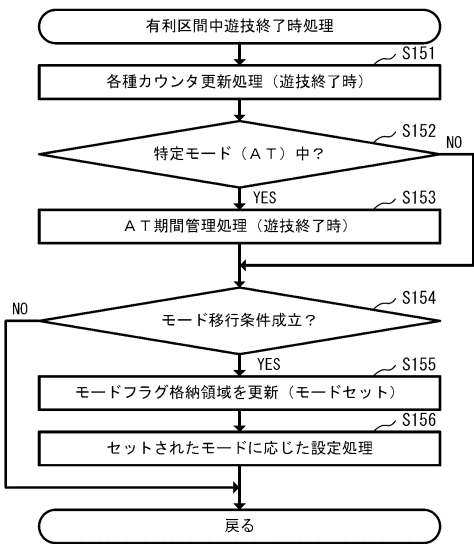 有利区間中遊技終了時処理
S151
各種カウンタ更新処理（遊技終了時）
S152
特定モード（ＡＴ）中？
NO
YES
S153
ＡＴ期間管理処理（遊技終了時）
S154
NO
モード移行条件成立？
YES
S155
モードフラグ格納領域を更新（モードセット）
S156
セットされたモードに応じた設定処理
戻る